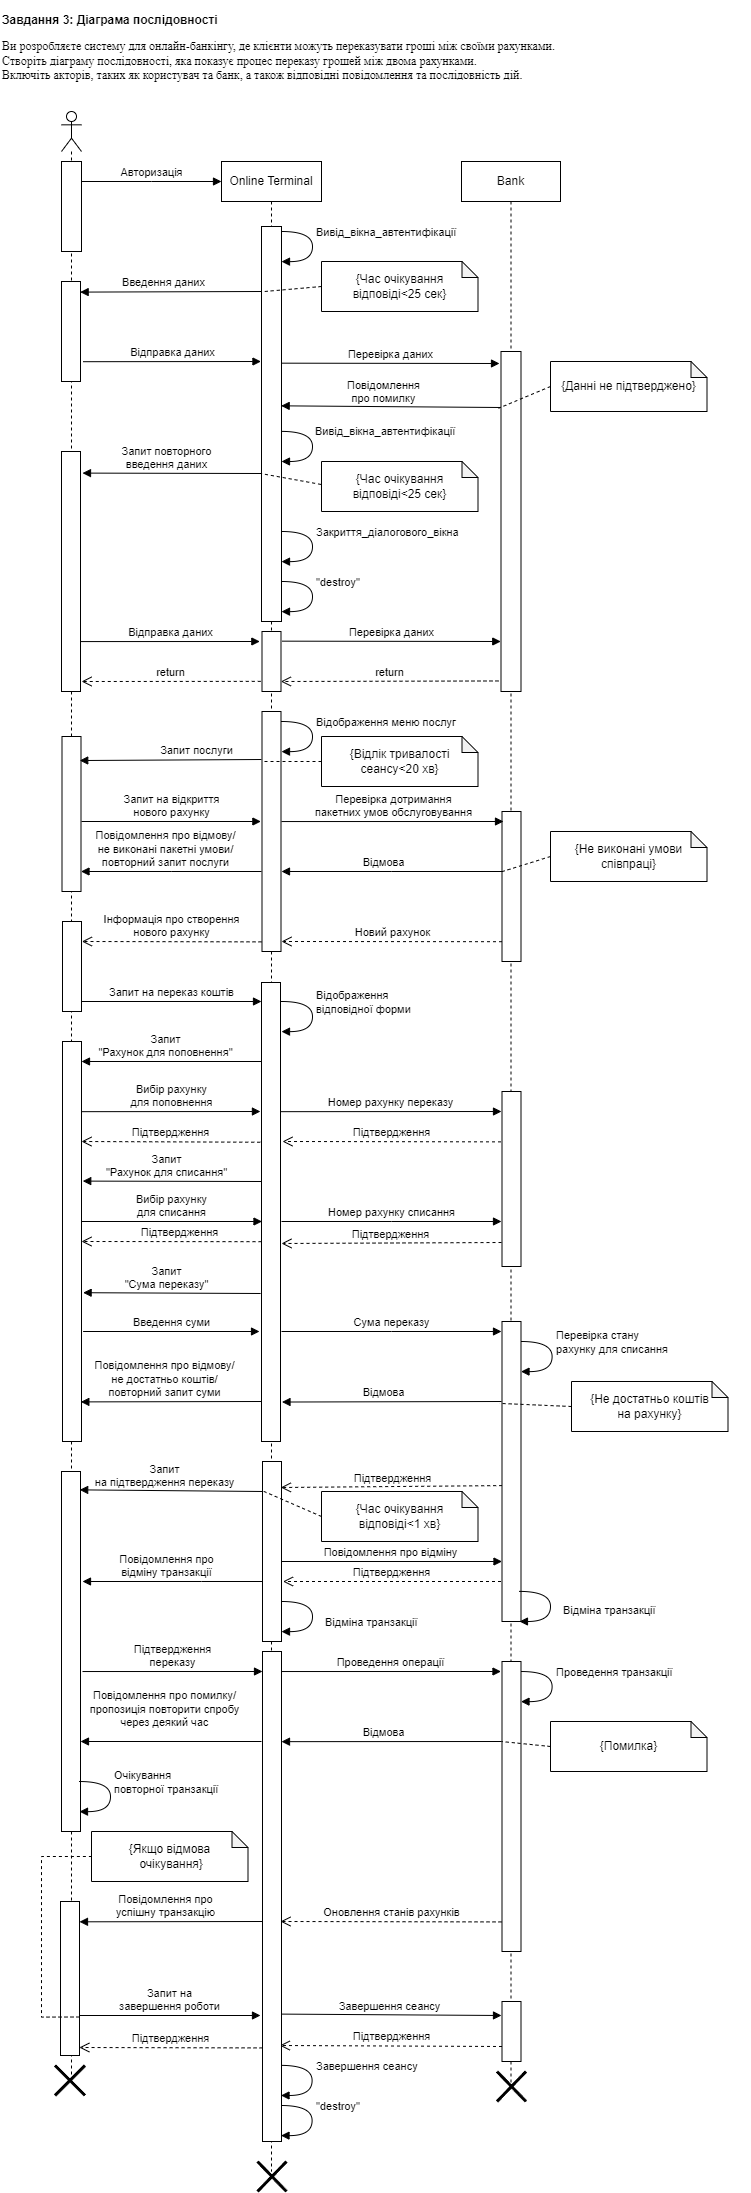 Завдання 3: Діаграма послідовності
Ви розробляєте систему для онлайн-банкінгу, де клієнти можуть переказувати гроші між своїми рахунками.
Створіть діаграму послідовності, яка показує процес переказу грошей між двома рахунками.
Включіть акторів, таких як користувач та банк, а також відповідні повідомлення та послідовність дій.
Авторизація
Online Terminal
Bank
Вивід_вікна_автентифікації
Введення даних
{Час очікування
відповіді<25 сек}
Відправка даних
Перевірка даних
{Данні не підтверджено}
Повідомлення
про помилку
Вивід_вікна_автентифікації
Запит повторного
введення даних
{Час очікування
відповіді<25 сек}
Закриття_діалогового_вікна
"destroy"
Відправка даних
Перевірка даних
return
return
Відображення меню послуг
Запит послуги
{Відлік тривалості
сеансу<20 хв}
Запит на відкриття
нового рахунку
Перевірка дотримання
пакетних умов обслуговування
Повідомлення про відмову/
не виконані пакетні умови/
повторний запит послуги
Відмова
{Не виконані умови
співпраці}
Інформація про створення
нового рахунку
Новий рахунок
Запит на переказ коштів
Відображення
відповідної форми
Запит
"Рахунок для поповнення"
Вибір рахунку
для поповнення
Номер рахунку переказу
Підтвердження
Підтвердження
Запит
"Рахунок для списання"
Вибір рахунку
для списання
Номер рахунку списання
Підтвердження
Підтвердження
Запит
"Сума переказу"
Введення суми
Сума переказу
Перевірка стану
рахунку для списання
Повідомлення про відмову/
не достатньо коштів/
повторний запит суми
Відмова
{Не достатньо коштів
на рахунку}
Запит
на підтвердження переказу
Підтвердження
{Час очікування
відповіді<1 хв}
Повідомлення про відміну
Повідомлення про
відміну транзакції
Підтвердження
Відміна транзакції
Відміна транзакції
Підтвердження
переказу
Проведення операції
Проведення транзакції
Повідомлення про помилку/
пропозиція повторити спробу
через деякий час
Відмова
{Помилка}
Очікування
повторної транзакції
{Якщо відмова
очікування}
Повідомлення про
успішну транзакцію
Оновлення станів рахунків
Запит на
завершення роботи
Завершення сеансу
Підтвердження
Підтвердження
Завершення сеансу
"destroy"